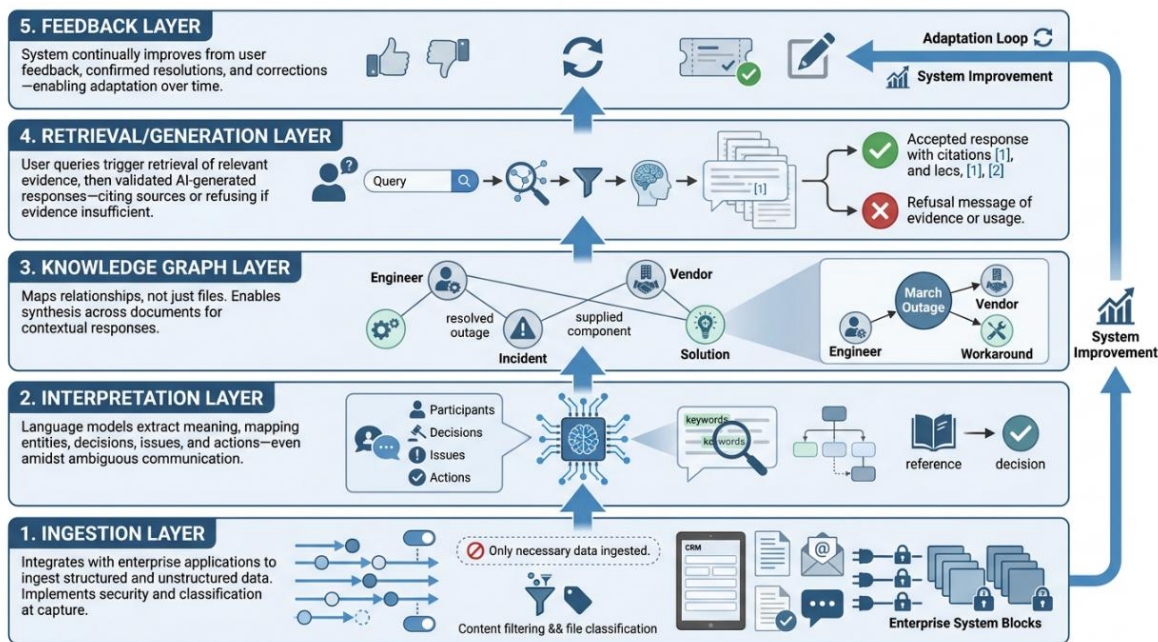 5. FEEDBACK LAYER
System continually improves from user
feedback, confirmed resolutions, and corrections
—enabling adaptation over time.
Adaptation Loop
System Improvement
4. RETRIEVAL/GENERATION LAYER
User queries trigger retrieval of relevant
evidence, then validated AI-generated
responses—citing sources or refusing if
evidence insufficient.
?
Query
[1]
Accepted response
with citations [1],
and lecs, [1], [2]
Refusal message of
evidence or usage.
3. KNOWLEDGE GRAPH LAYER
Maps relationships, not just files. Enables
synthesis across documents for
contextual responses.
Engineer
resolved
outage
Incident
Vendor
supplied
component
Solution
March
Outage
Engineer
Vendor
Workaround
System
Improvement
2. INTERPRETATION LAYER
Language models extract meaning, mapping
entities, decisions, issues, and actions—even
amidst ambiguous communication.
Participants
Decisions
Issues
Actions
keywords
keywords
reference
decision
1. INGESTION LAYER
Integrates with enterprise applications to
ingest structured and unstructured data.
Implements security and classification
at capture.
Only necessary data ingested.
Content filtering && file classification
CRM
@
Enterprise System Blocks